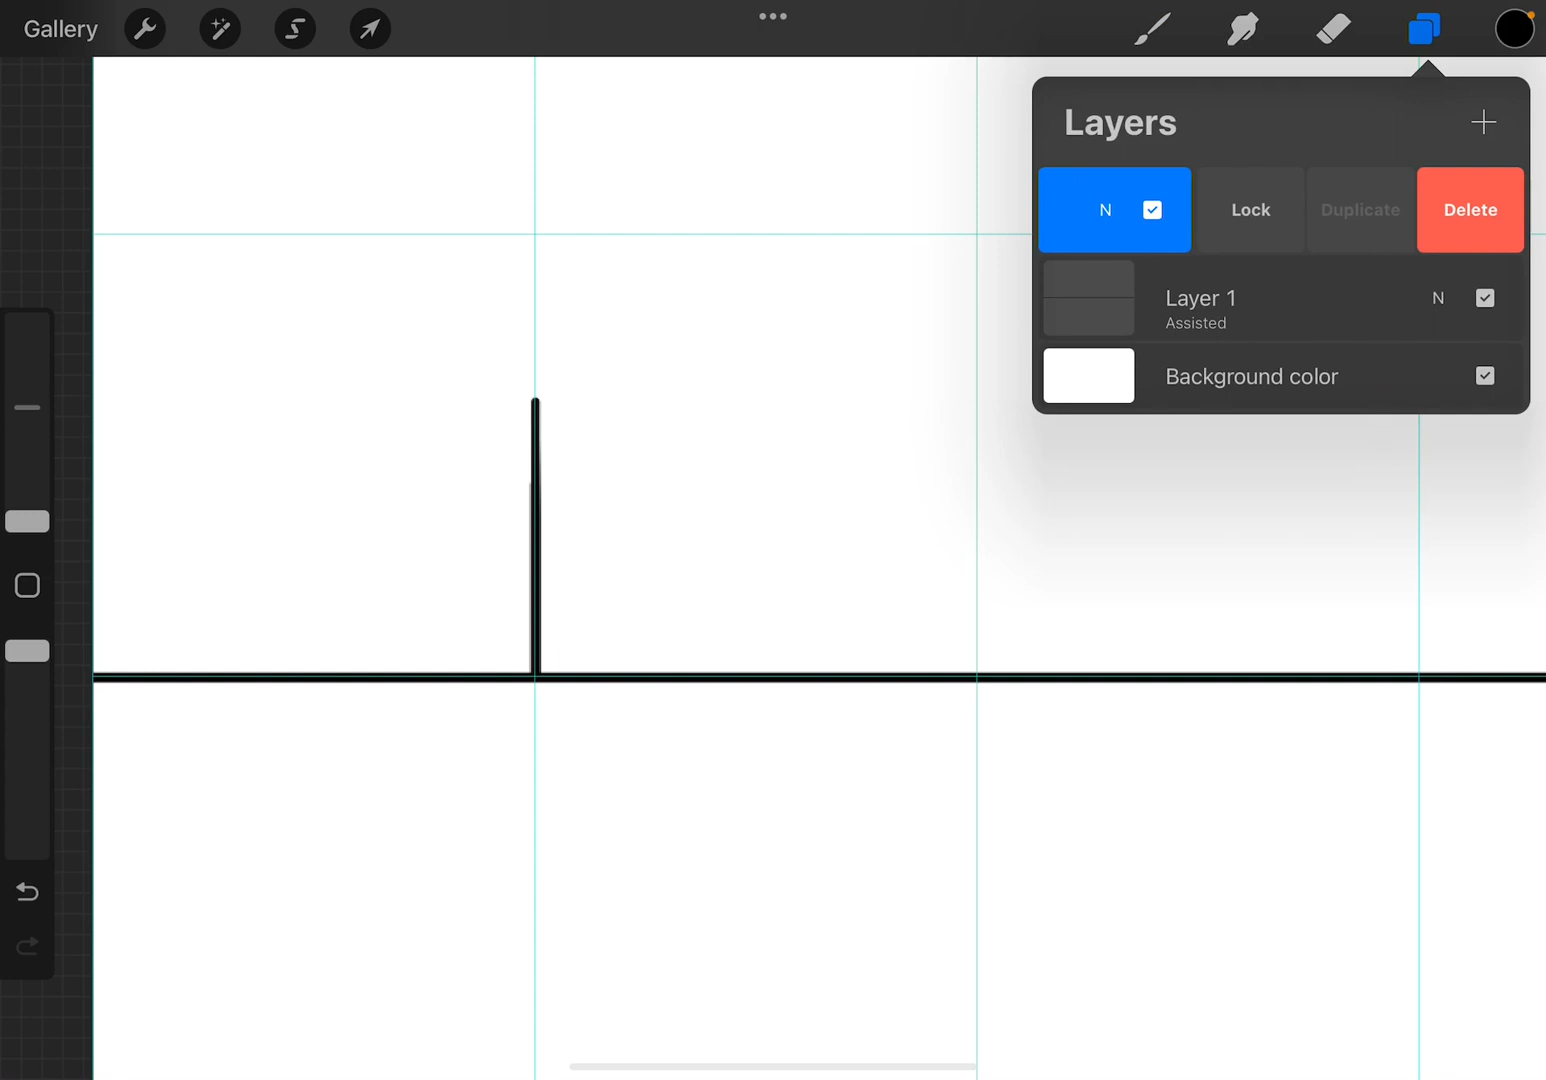 Gallery
Layers
N Lock Duplicate Delete
Layer 1 N
Assisted
Background color